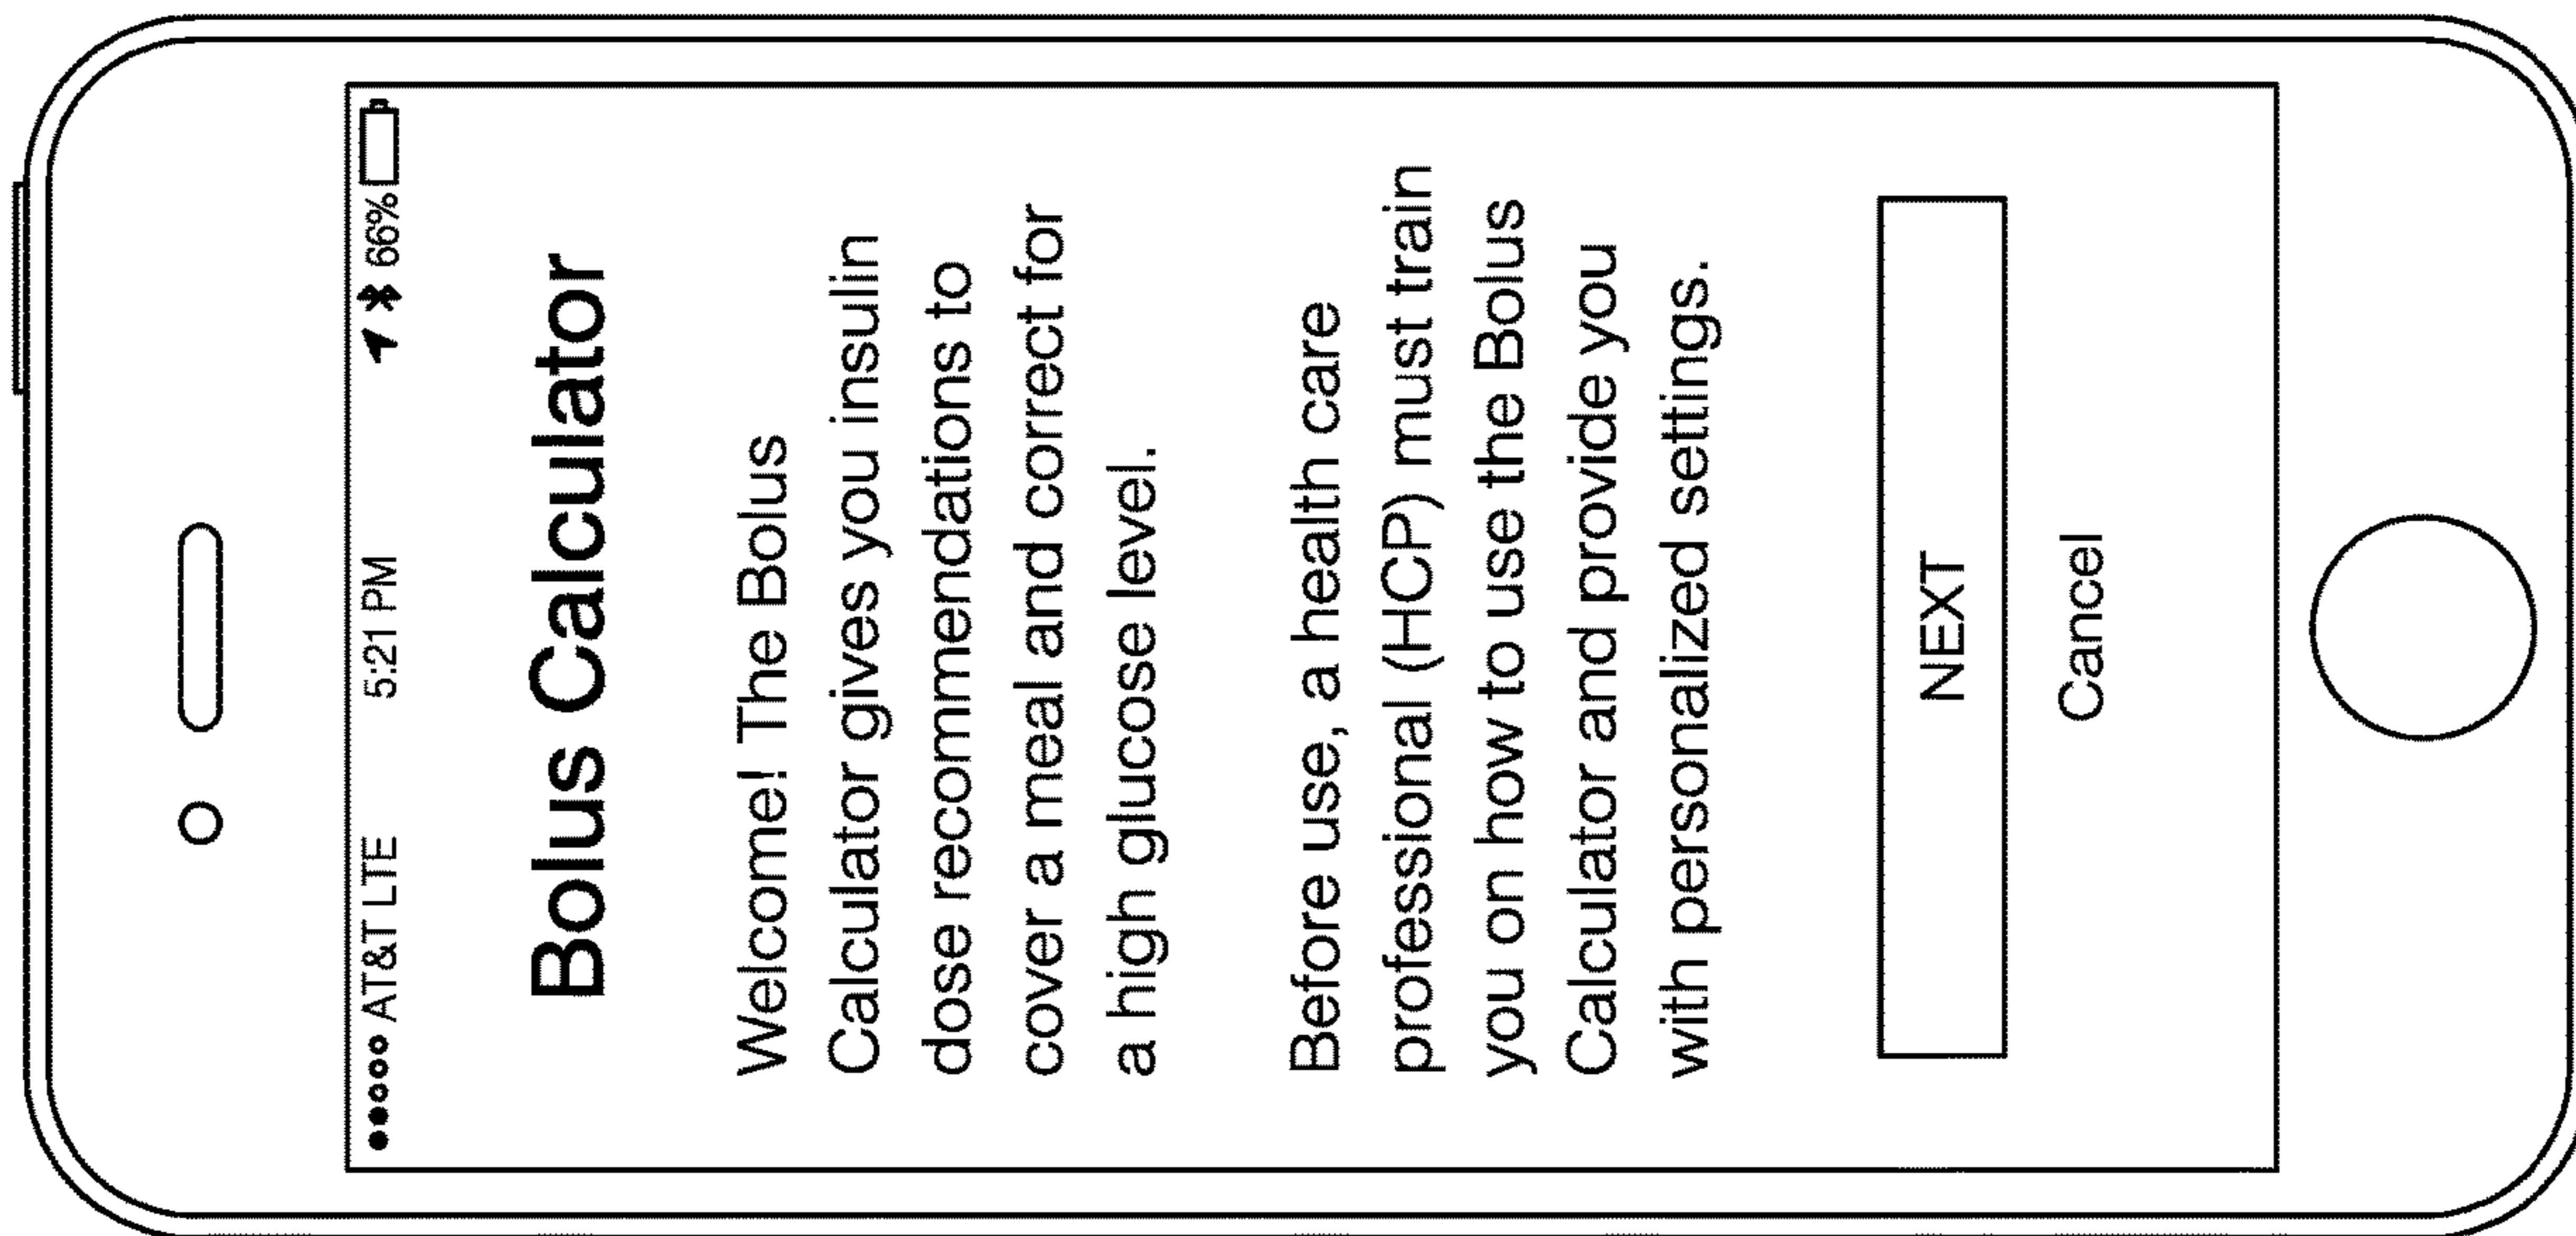 AT&T LTE 5:21 PM 66%
Bolus Calculator
Welcome! The Bolus
Calculator gives you insulin
dose recommendations to
cover a meal and correct for
a high glucose level.
Before use, a health care
professional (HCP) must train
you on how to use the Bolus
Calculator and provide you
with personalized settings.
NEXT
Cancel